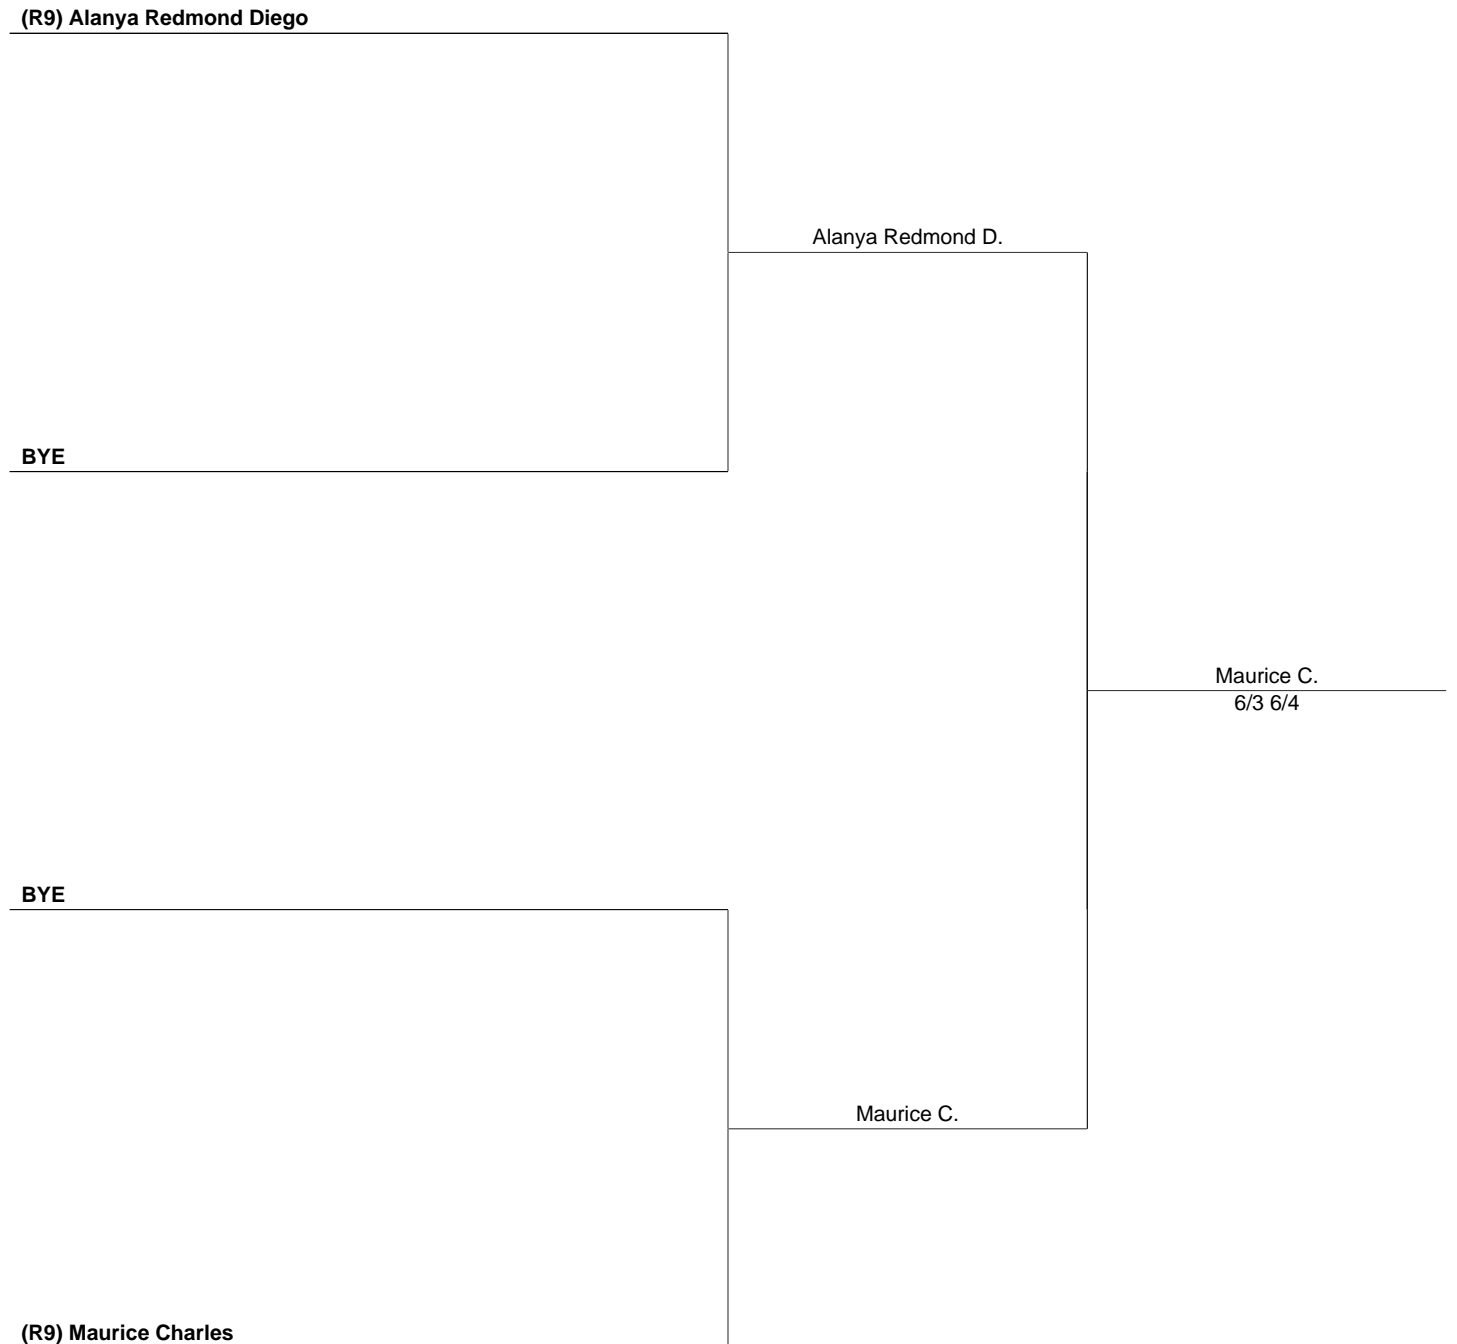 (R9) Alanya Redmond Diego
Alanya Redmond D.
BYE
Maurice C.
6/3 6/4
BYE
Maurice C.
(R9) Maurice Charles